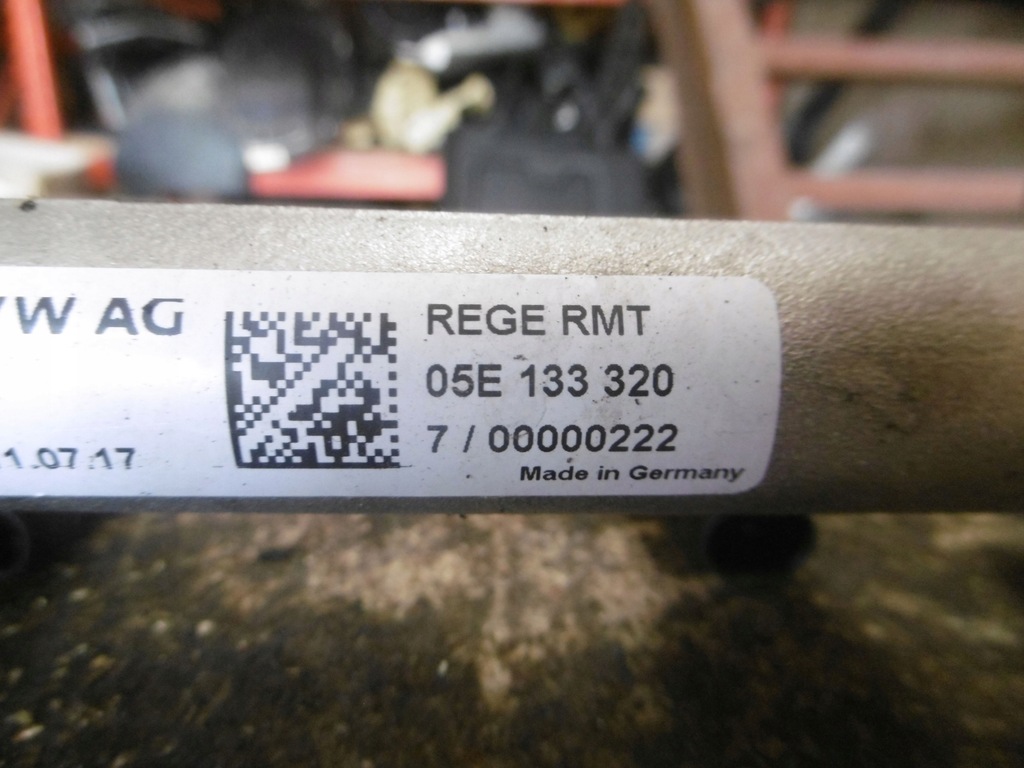 VW AG
1.07.17
REGE RMT
05E 133 320
7 / 00000222
Made in Germany